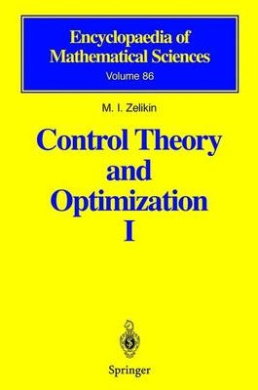 Encyclopaedia of
Mathematical Sciences
Volume 86
M. I. Zelikin
Control Theory
and
Optimization
I
Springer